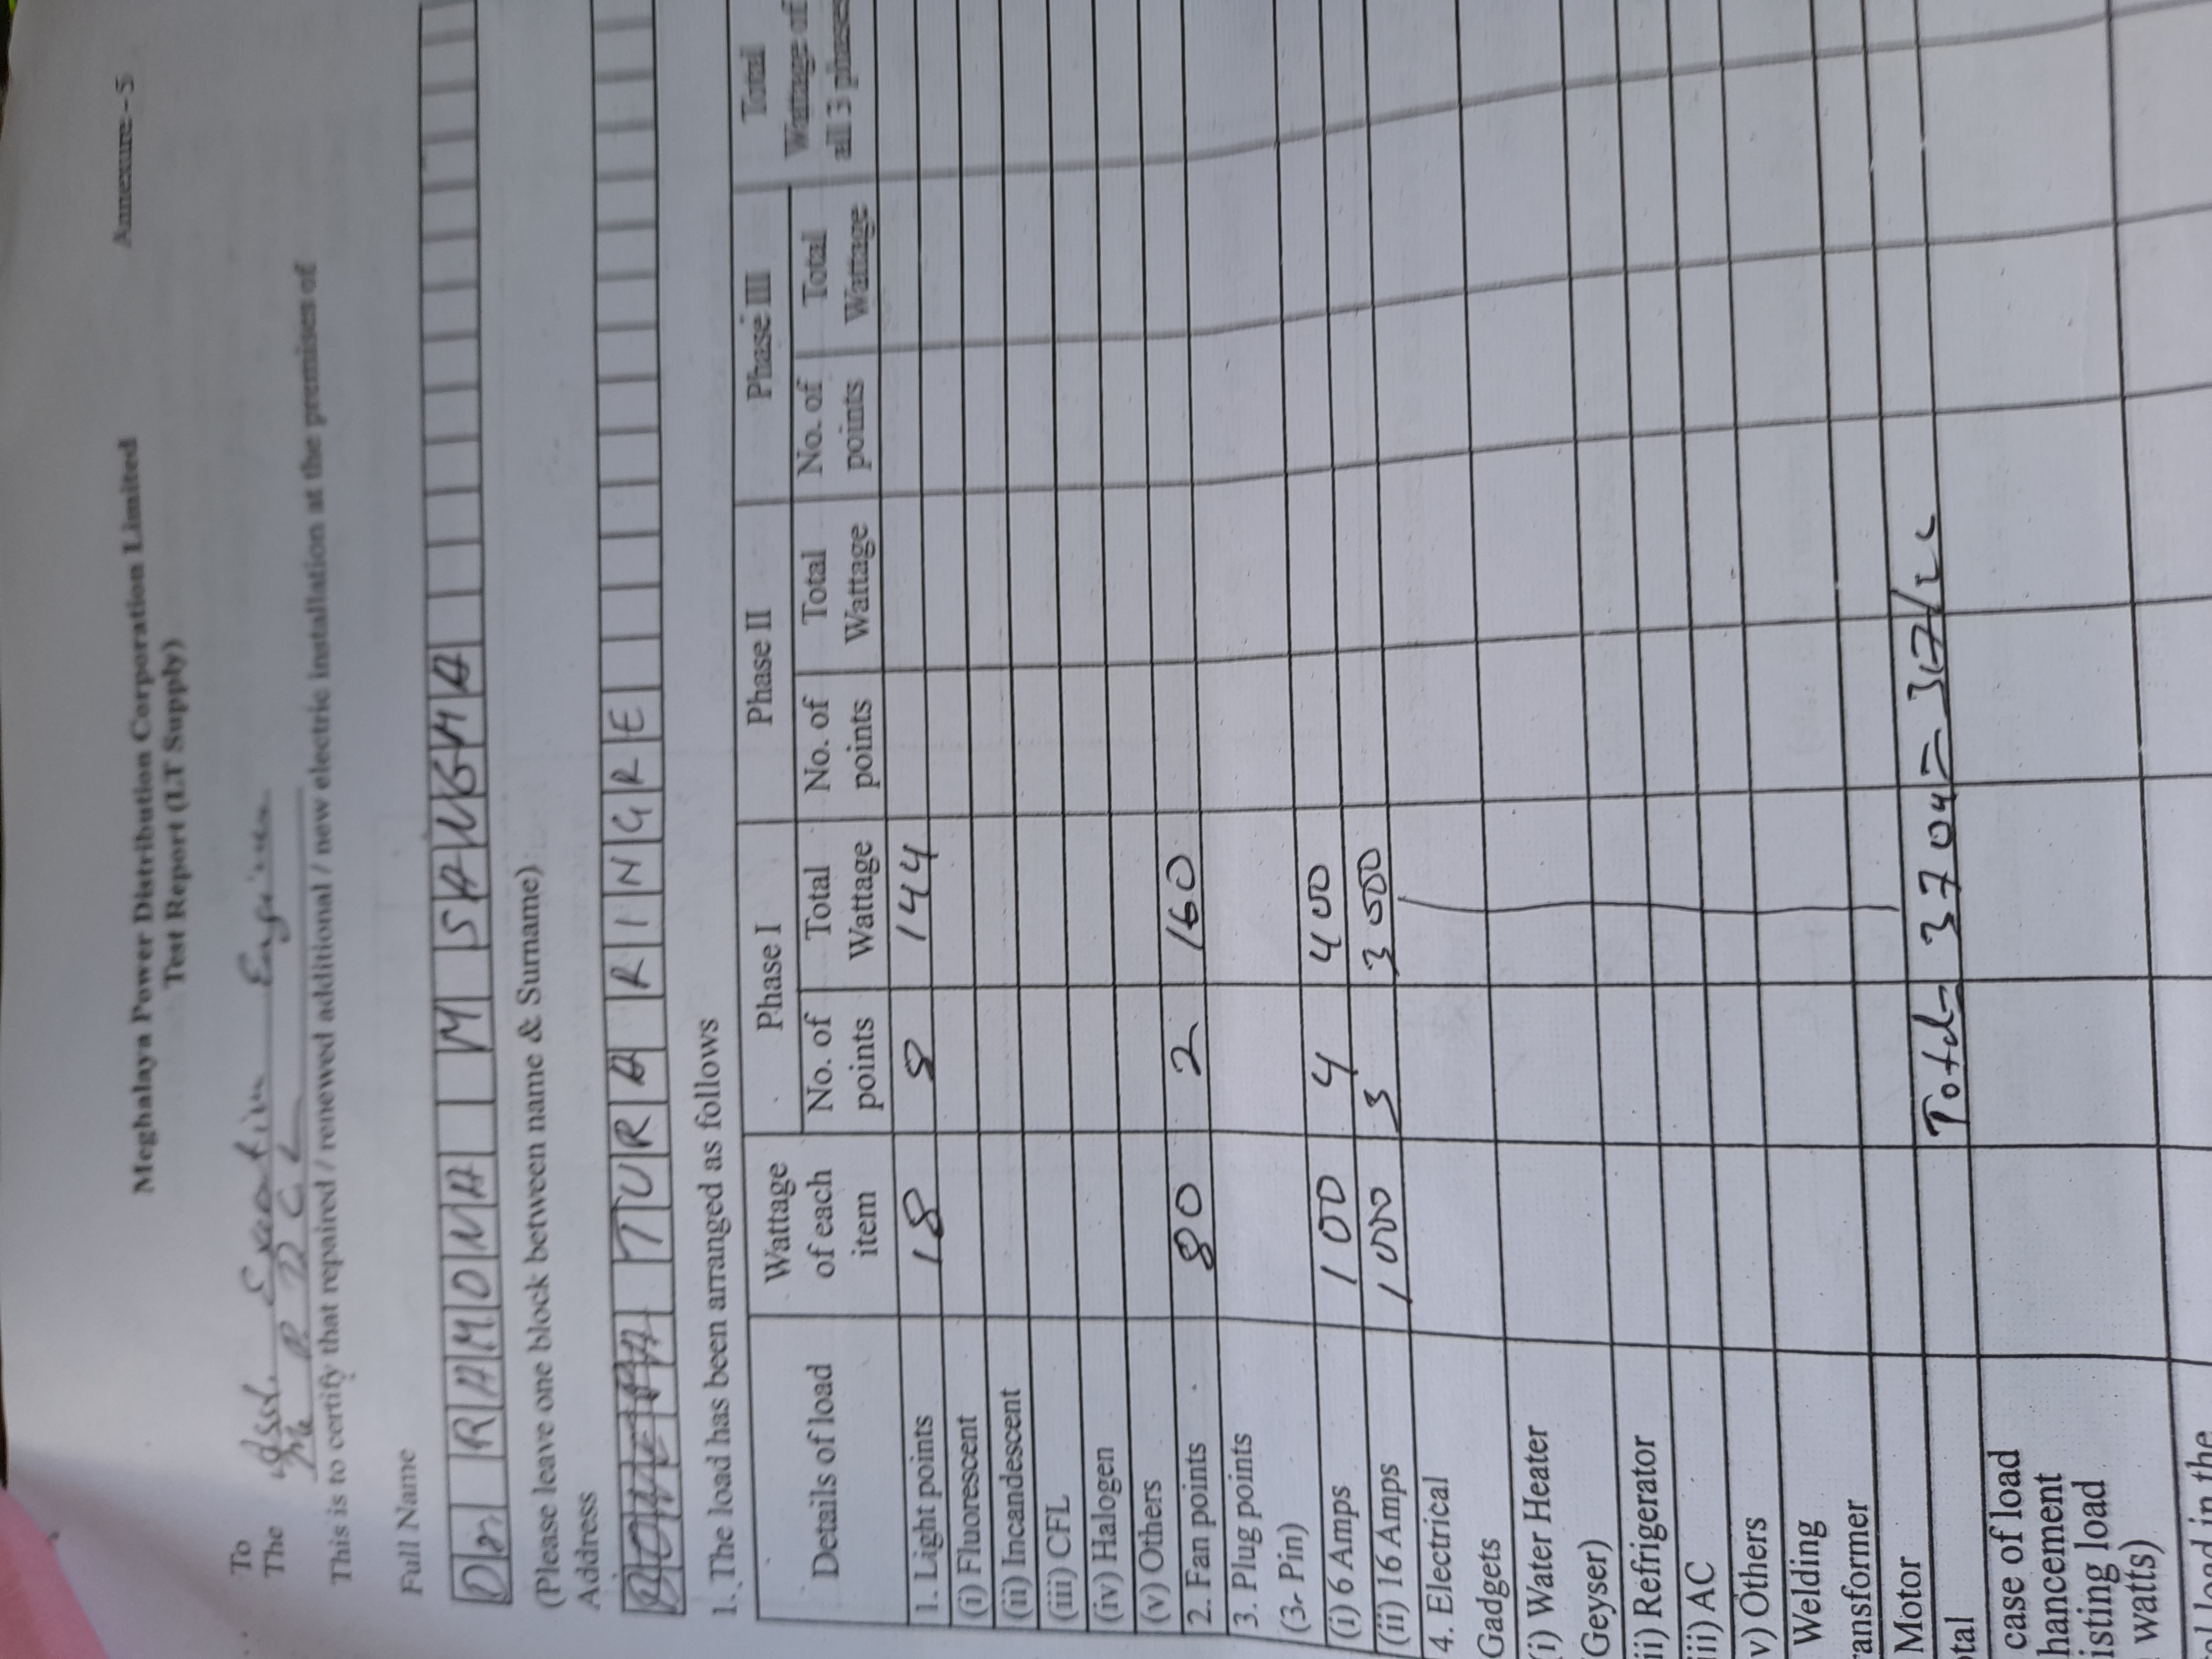 Annexure - 5
Meghalaya Power Distribution Corporation Limited
Test Report (LT Supply)
To Asst. Executive Engineer
The
This is to certify that repaired / renewed additional / new electric installation at the premises of
Full Name
RAMONA M SANGMA
(Please leave one block between name & Surname)
Address
TURA RINGRE
1. The load has been arranged as follows
Details of load Wattage of each item Phase I Phase II Phase III Total Wattage of all 3 phases
No. of points Total Wattage No. of points Total Wattage No. of points Total Wattage
1. Light points 18 8 144
(i) Fluorescent
(ii) Incandescent
(iii) CFL
(iv) Halogen
(v) Others
2. Fan points 80 2 160
3. Plug points
(3- Pin)
(i) 6 Amps 100 4 400
(ii) 16 Amps 1000 3 3000
4. Electrical
Gadgets
(i) Water Heater
Geyser)
ii) Refrigerator
iii) AC
v) Others
Welding
ansformer
Motor
otal Total - 3704 =
case of load
hancement
isting load
watts)